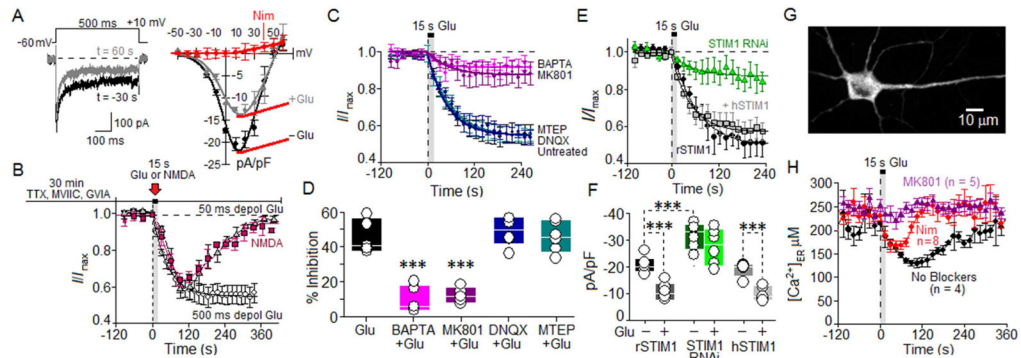 A
500 ms
+10 mV
-60 mV
t = 60 s
t = -30 s
100 pA
100 ms
Nim
-50 -30 -10 10 30 50
mV
-5
-10
-15
-20
-25
pA/pF
+Glu
–Glu
B
15 s
Glu or NMDA
30 min
TTX, MVIIC, GVIA
50 ms depol Glu
NMDA
500 ms depol Glu
I/Imax
1.0
0.8
0.6
0.4
-120 0 120 240 360
Time (s)
C
15 s Glu
BAPTA
MK801
MTEP
DNQX
Untreated
I/Imax
1.0
0.8
0.6
0.4
-120 0 120 240
Time (s)
D
% Inhibition
60
50
40
30
20
10
0
***
***
Glu BAPTA MK801 DNQX MTEP
+Glu +Glu +Glu +Glu
E
15 s Glu
STIM1 RNAi
+ hSTIM1
rSTIM1
I/Imax
1.0
0.8
0.6
0.4
-120 0 120 240
Time (s)
F
pA/pF
-40
-30
-20
-10
0
***
***
***
Glu – + – + – +
rSTIM1 STIM1 hSTIM1
RNAi
G
10 µm
H
15 s Glu
MK801 (n = 5)
Nim
n=8
No Blockers
(n = 4)
[Ca2+]ER µM
300
250
200
150
100
50
0
-120 0 120 240 360
Time (s)